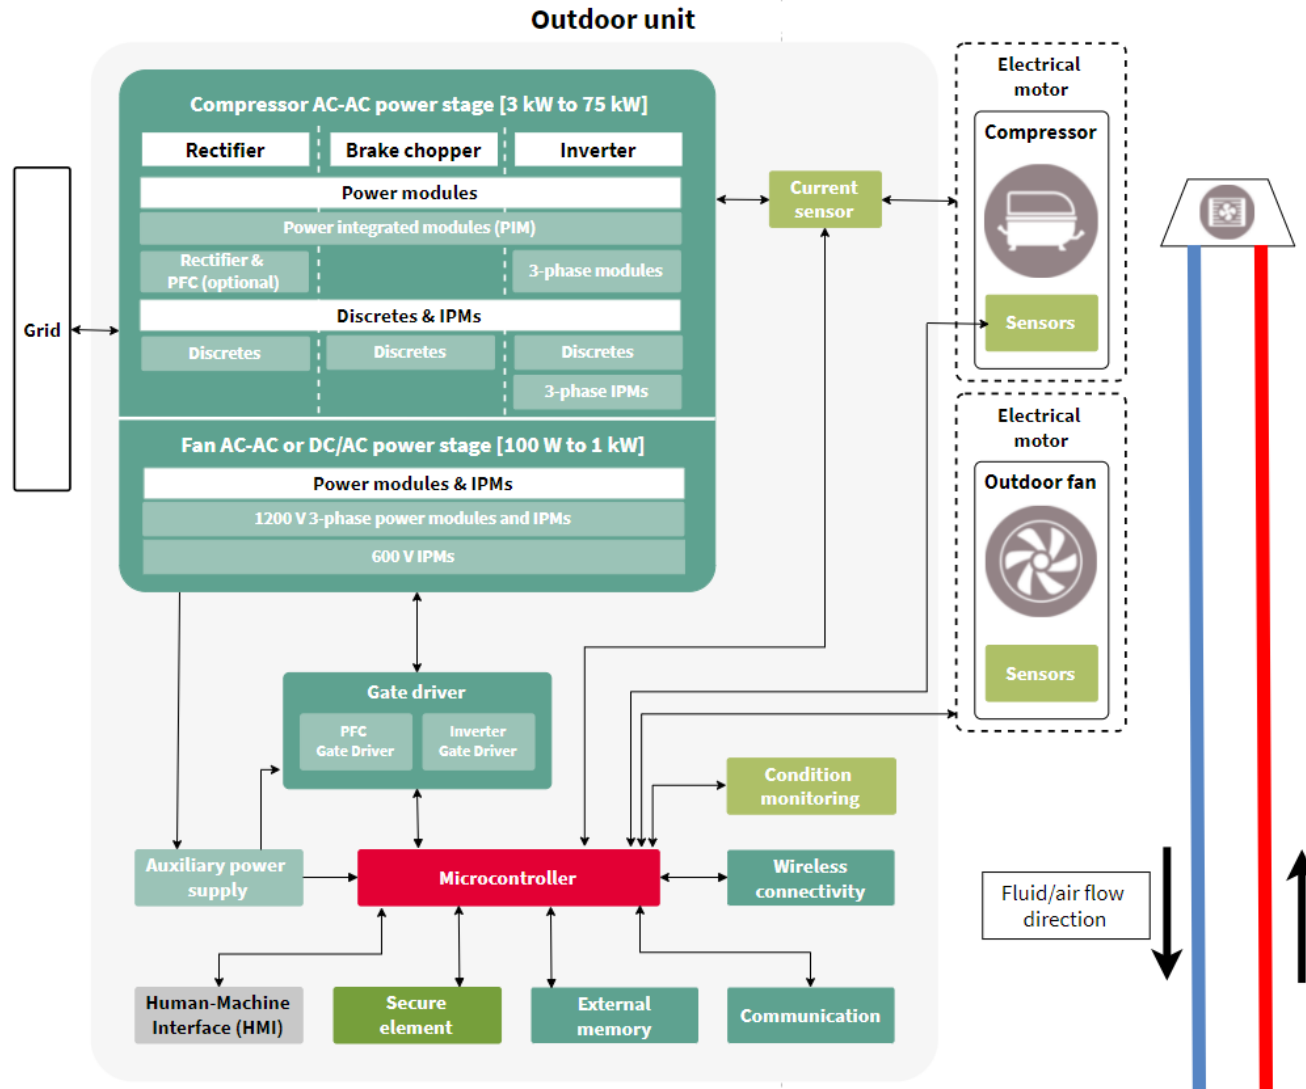 Outdoor unit
Compressor AC-AC power stage [3 kW to 75 kW]
Rectifier
Brake chopper
Inverter
Power modules
Power integrated modules (PIM)
Rectifier &
PFC (optional)
3-phase modules
Discretes & IPMs
Discretes
Discretes
Discretes
3-phase IPMs
Fan AC-AC or DC/AC power stage [100 W to 1 kW]
Power modules & IPMs
1200 V 3-phase power modules and IPMs
600 V IPMs
Grid
Current
sensor
Electrical
motor
Compressor
Sensors
Electrical
motor
Outdoor fan
Sensors
Gate driver
PFC
Gate Driver
Inverter
Gate Driver
Condition
monitoring
Auxiliary power
supply
Microcontroller
Wireless
connectivity
Human-Machine
Interface (HMI)
Secure
element
External
memory
Communication
Fluid/air flow
direction